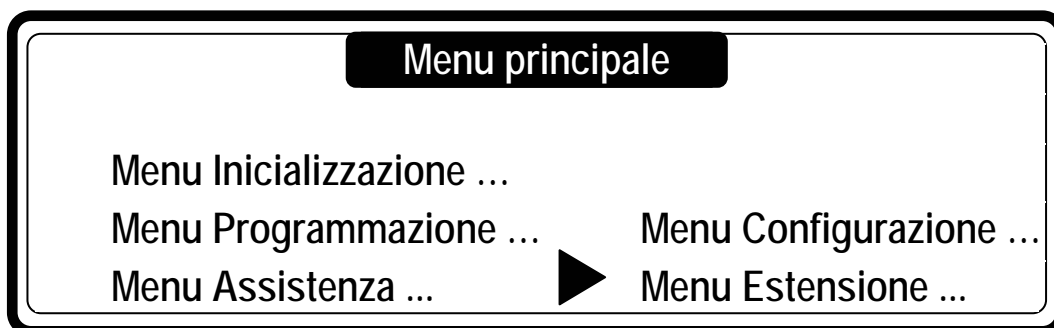 Menu principale
Menu Inicializzazione ...
Menu Programmazione ... Menu Configurazione ...
Menu Assistenza ... Menu Estensione ...